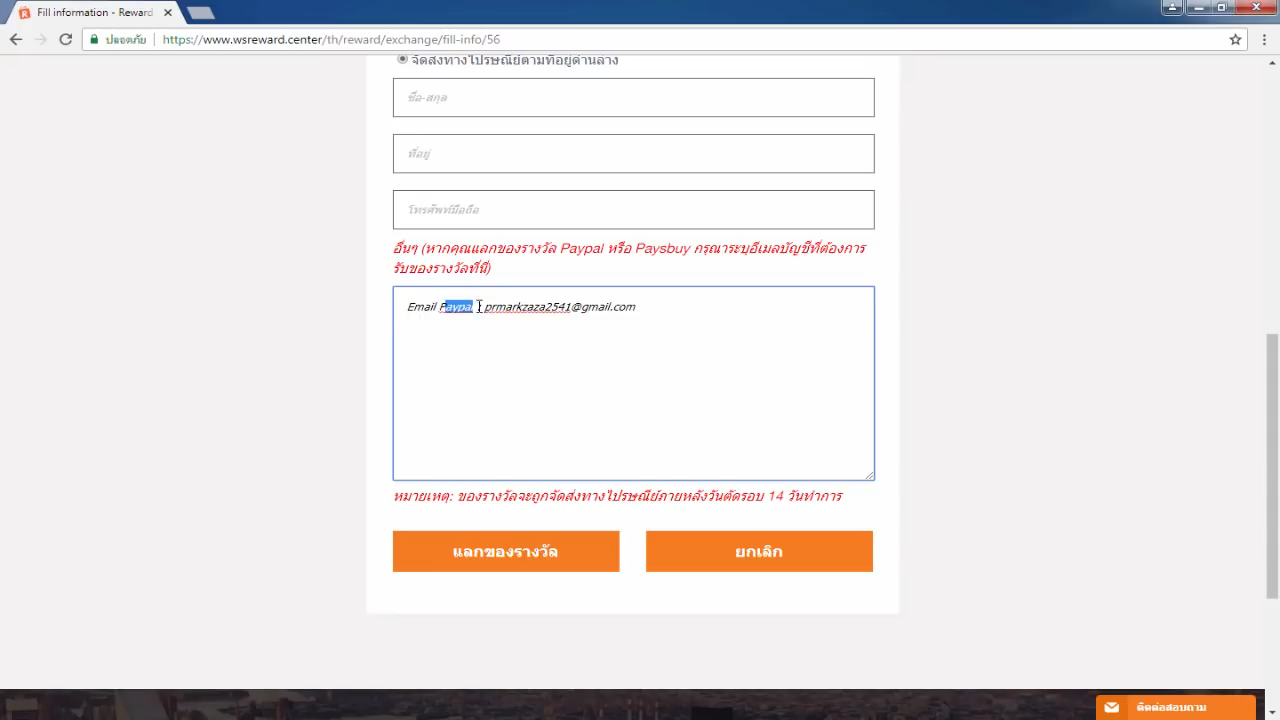 Fill information - Reward
ปลอดภัย https://www.wsreward.center/th/reward/exchange/fill-info/56
จัดส่งทางไปรษณีย์ตามที่อยู่ด้านล่าง
ชื่อ-สกุล
ที่อยู่
โทรศัพท์มือถือ
อื่นๆ (หากคุณแลกของรางวัล Paypal หรือ Paysbuy กรุณาระบุอีเมลบัญชีที่ต้องการ
รับของรางวัลที่นี่)
Email Paypal : prmarkzaza2541@gmail.com
หมายเหตุ: ของรางวัลจะถูกจัดส่งทางไปรษณีย์ภายหลังวันตัดรอบ 14 วันทำการ
แลกของรางวัล ยกเลิก
ติดต่อสอบถาม